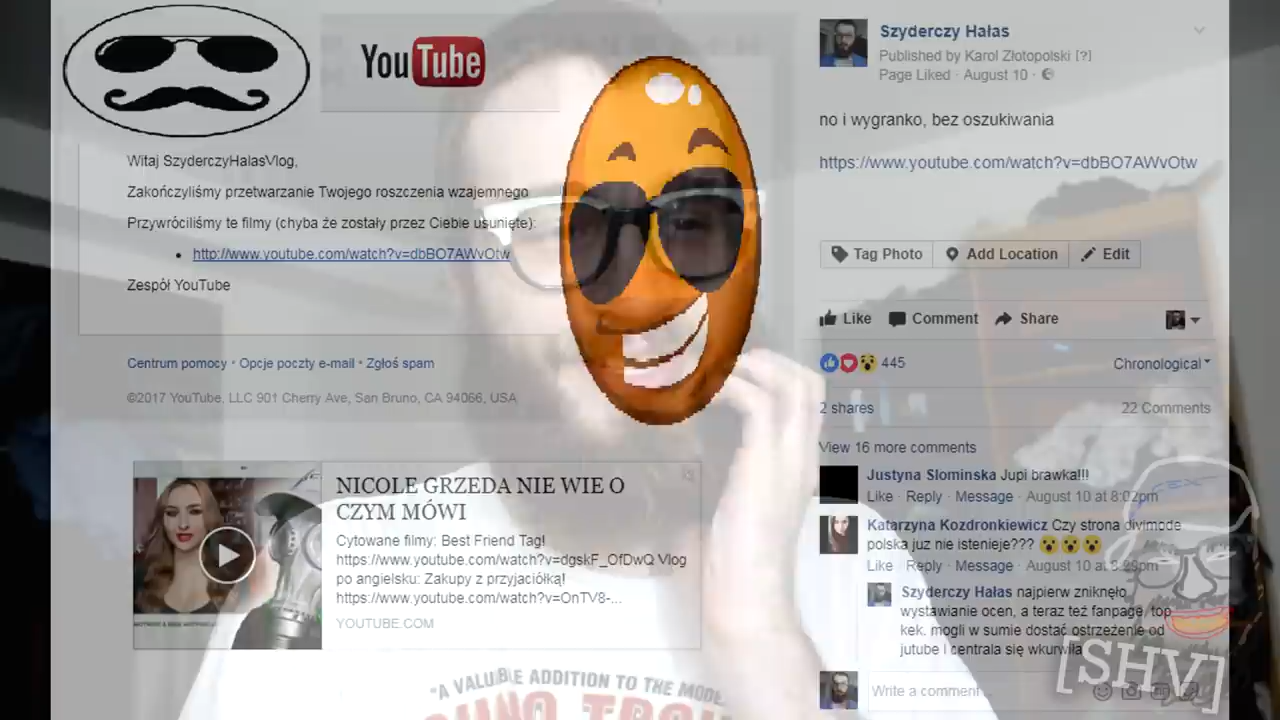 YouTube
Witaj SzyderczyHalasVlog,
Zakończyliśmy przetwarzanie Twojego roszczenia wzajemnego
Przywróciliśmy te filmy (chyba że zostały przez Ciebie usunięte):
http://www.youtube.com/watch?v=dbBO7AWvOtw
Zespół YouTube
Centrum pomocy • Opcje poczty e-mail • Zgłoś spam
©2017 YouTube, LLC 901 Cherry Ave, San Bruno, CA 94066, USA
NICOLE GRZEDA NIE WIE O
CZYM MÓWI
Cytowane filmy: Best Friend Tag!
https://www.youtube.com/watch?v=dgskF_OfDwQ Vlog
po angielsku: Zakupy z przyjaciółką!
https://www.youtube.com/watch?v=OnTV8-...
YOUTUBE.COM
"A VALUABLE ADDITION TO THE MODE
Szyderczy Hałas
Published by Karol Złotopolski [?]
Page Liked · August 10 ·
no i wygranko, bez oszukiwania
https://www.youtube.com/watch?v=dbBO7AWvOtw
Tag Photo Add Location Edit
Like Comment Share
445 Chronological
2 shares 22 Comments
View 16 more comments
Justyna Slominska Jupi brawka!!!
Like · Reply · Message · August 10 at 8:02pm
Katarzyna Kozdronkiewicz Czy strona divimode
polska juz nie istenieje??? 😮😮😮
Like · Reply · Message · August 10 at 8:29pm
Szyderczy Hałas najpierw zniknęło
wystawianie ocen, a teraz też fanpage, top
kek, mogli w sumie dostać ostrzeżenie od
jutube i centrala się wkurwiła
Write a comment...
[SHV]